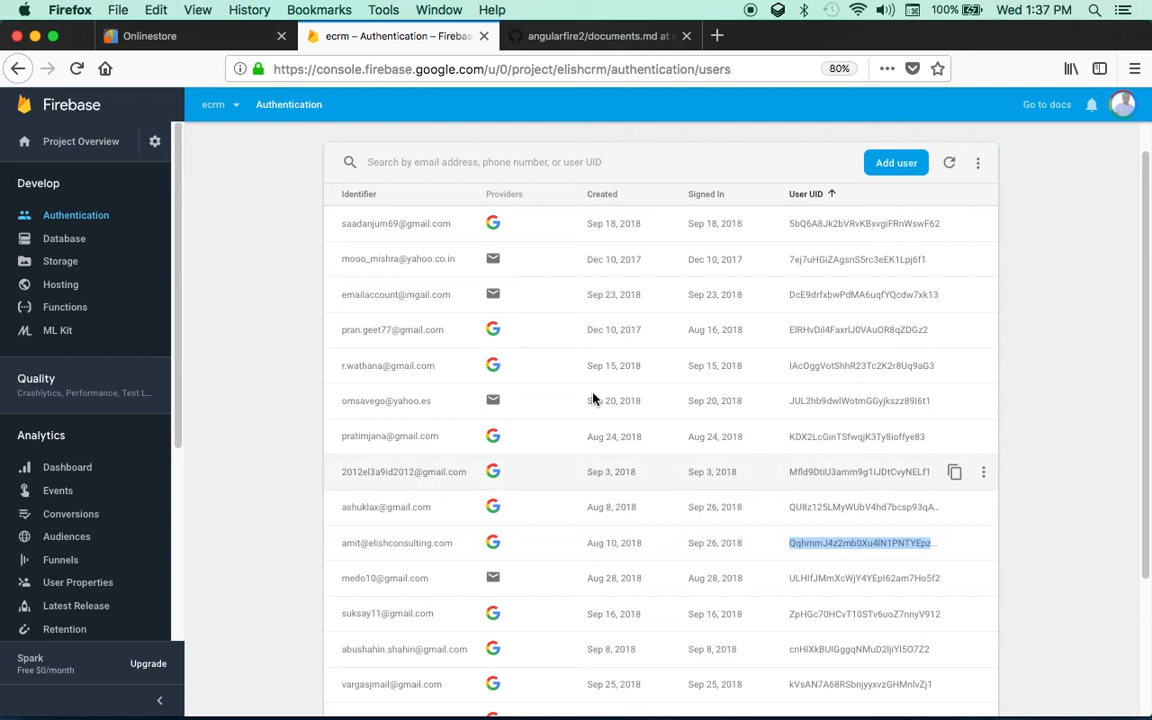 Firefox File Edit View History Bookmarks Tools Window Help 100% Wed 1:37 PM
Onlinestore
ecrm – Authentication – Firebase
angularfire2/documents.md at
https://console.firebase.google.com/u/0/project/elishcrm/authentication/users 80%
Firebase ecrm Authentication Go to docs
Project Overview
Search by email address, phone number, or user UID Add user
Develop
Identifier Providers Created Signed In User UID
Authentication
Database
Storage
Hosting
Functions
ML Kit
Quality
Crashlytics, Performance, Test L...
Analytics
Dashboard
Events
Conversions
Audiences
Funnels
User Properties
Latest Release
Retention
Spark
Free $0/month
Upgrade
saadanjum69@gmail.com Sep 18, 2018 Sep 18, 2018 5bQ6A8Jk2bVRvKBxvgiFRnWswF62
mooo_mishra@yahoo.co.in Dec 10, 2017 Dec 10, 2017 7ej7uHGiZAgsnS5rc3eEK1Lpj6f1
emailaccount@mgail.com Sep 23, 2018 Sep 23, 2018 DcE9drfxbwPdMA6uqfYQcdw7xk13
pran.geet77@gmail.com Dec 10, 2017 Aug 16, 2018
r.wathana@gmail.com Sep 15, 2018 Sep 15, 2018
omsavego@yahoo.es Sep 20, 2018 Sep 20, 2018
pratimjana@gmail.com Aug 24, 2018 Aug 24, 2018 KDX2LcGinTSfwqjK3Ty8ioffye83
2012el3a9id2012@gmail.com Sep 3, 2018 Sep 3, 2018
ashuklax@gmail.com Aug 8, 2018 Sep 26, 2018 QU8z125LMyWUbV4hd7bcsp93qA...
amit@elishconsulting.com Aug 10, 2018 Sep 26, 2018
medo10@gmail.com Aug 28, 2018 Aug 28, 2018
suksay11@gmail.com Sep 16, 2018 Sep 16, 2018 ZpHGc70HCvT10STv6uoZ7nnyV912
abushahin.shahin@gmail.com Sep 8, 2018 Sep 8, 2018
vargasjmail@gmail.com Sep 25, 2018 Sep 25, 2018